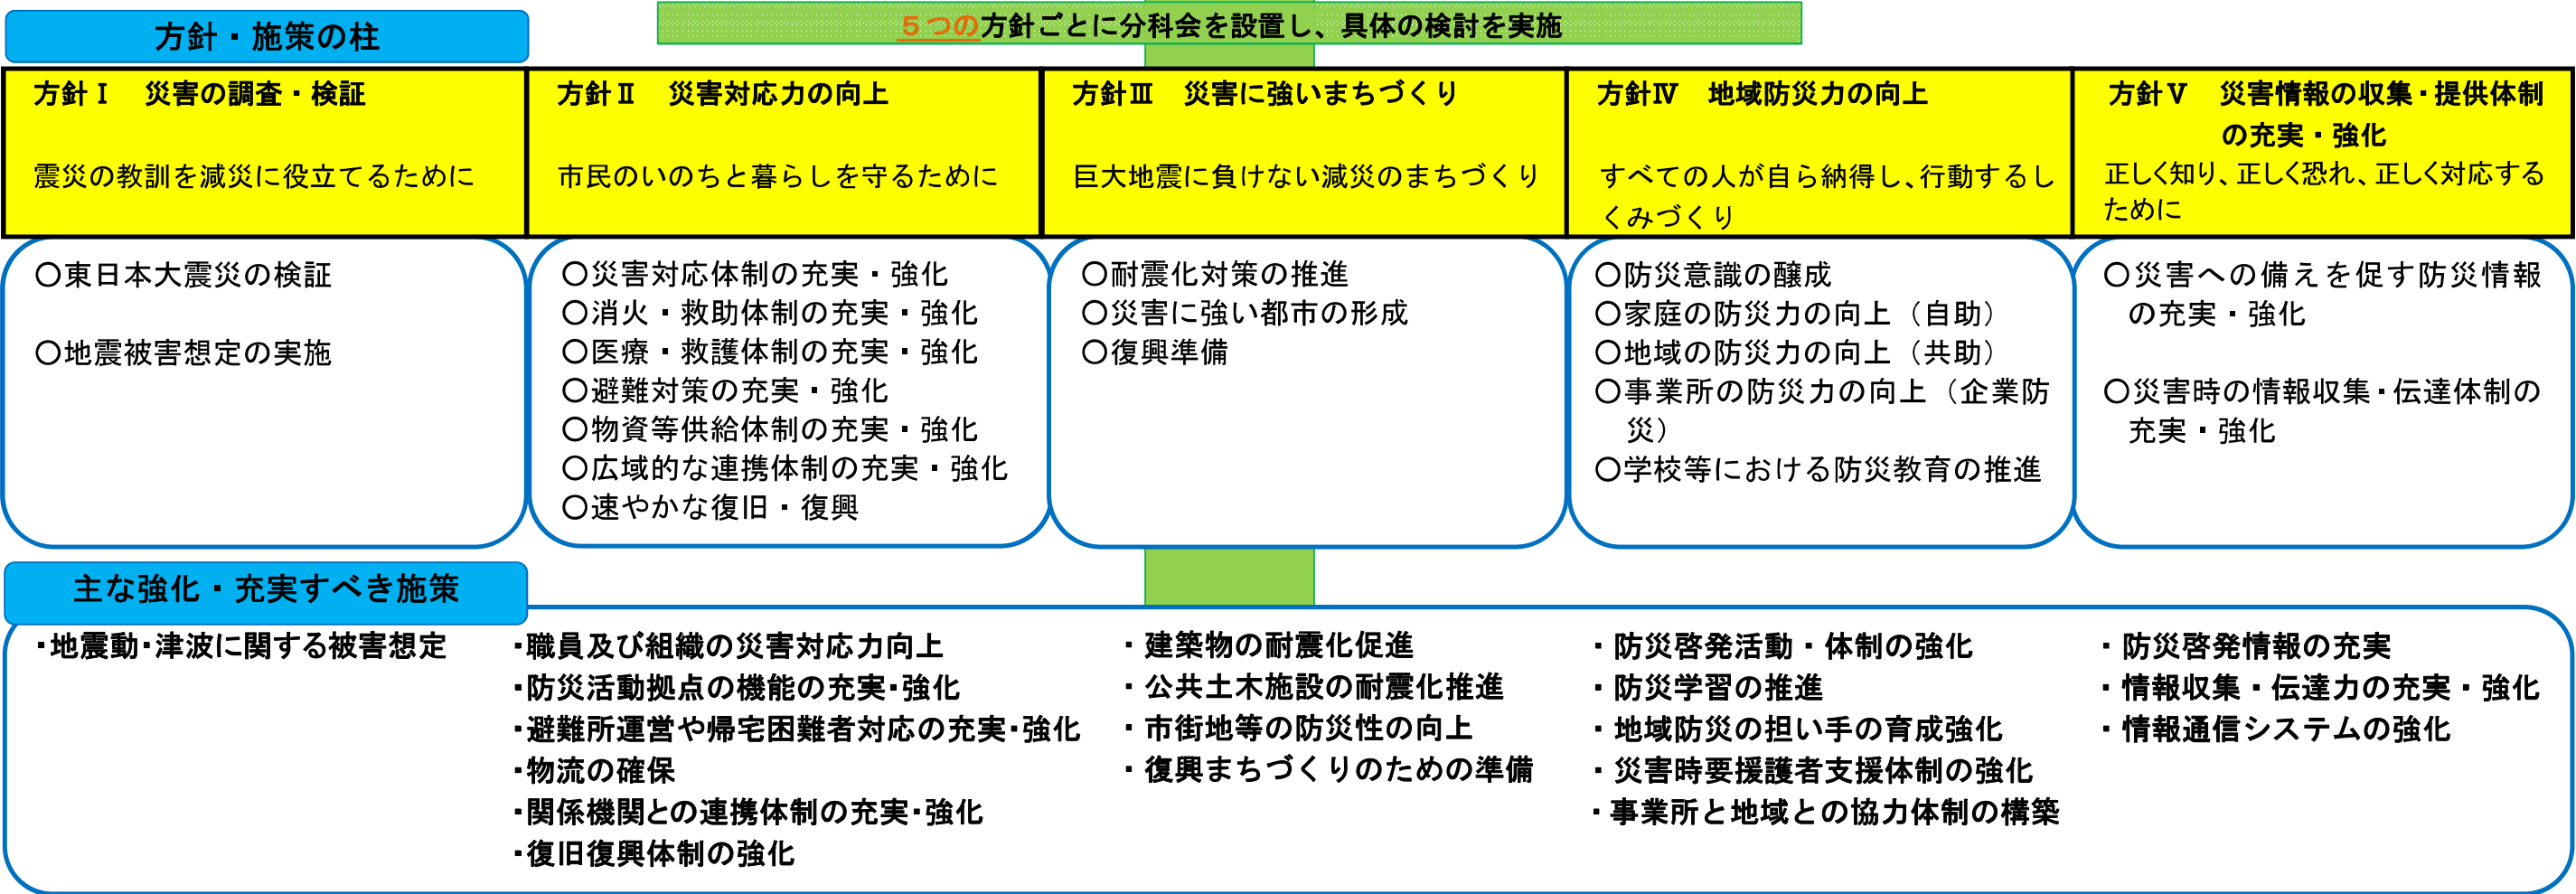 方針・施策の柱
５つの方針ごとに分科会を設置し、具体の検討を実施
方針Ⅰ　災害の調査・検証
震災の教訓を減災に役立てるために
方針Ⅱ　災害対応力の向上
市民のいのちと暮らしを守るために
方針Ⅲ　災害に強いまちづくり
巨大地震に負けない減災のまちづくり
方針Ⅳ　地域防災力の向上
すべての人が自ら納得し、行動するし
くみづくり
方針Ⅴ　災害情報の収集・提供体制
の充実・強化
正しく知り、正しく恐れ、正しく対応する
ために
〇東日本大震災の検証
〇地震被害想定の実施
〇災害対応体制の充実・強化
〇消火・救助体制の充実・強化
〇医療・救護体制の充実・強化
〇避難対策の充実・強化
〇物資等供給体制の充実・強化
〇広域的な連携体制の充実・強化
〇速やかな復旧・復興
〇耐震化対策の推進
〇災害に強い都市の形成
〇復興準備
〇防災意識の醸成
〇家庭の防災力の向上（自助）
〇地域の防災力の向上（共助）
〇事業所の防災力の向上（企業防
災）
〇学校等における防災教育の推進
〇災害への備えを促す防災情報
の充実・強化
〇災害時の情報収集・伝達体制の
充実・強化
主な強化・充実すべき施策
・地震動・津波に関する被害想定
・職員及び組織の災害対応力向上
・防災活動拠点の機能の充実・強化
・避難所運営や帰宅困難者対応の充実・強化
・物流の確保
・関係機関との連携体制の充実・強化
・復旧復興体制の強化
・建築物の耐震化促進
・公共土木施設の耐震化推進
・市街地等の防災性の向上
・復興まちづくりのための準備
・防災啓発活動・体制の強化
・防災学習の推進
・地域防災の担い手の育成強化
・災害時要援護者支援体制の強化
・事業所と地域との協力体制の構築
・防災啓発情報の充実
・情報収集・伝達力の充実・強化
・情報通信システムの強化